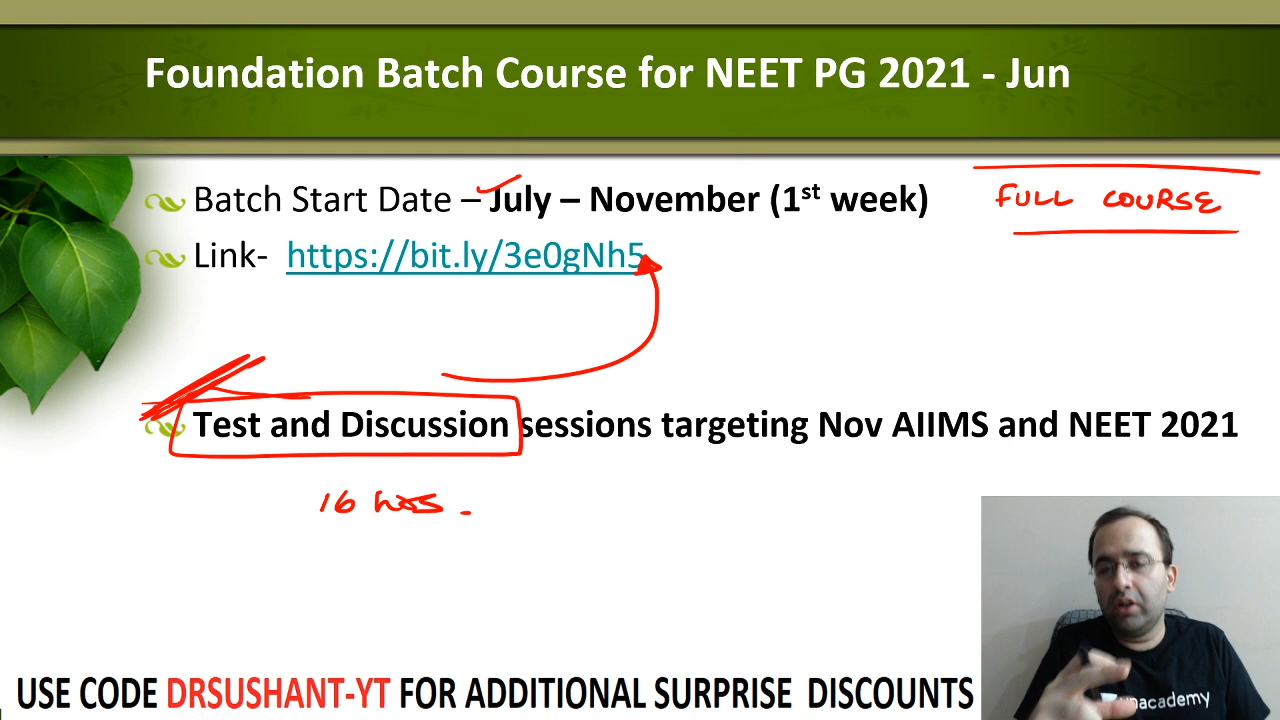 Foundation Batch Course for NEET PG 2021 - Jun
Batch Start Date – July – November (1st week)
FULL COURSE
Link- https://bit.ly/3e0gNh5
Test and Discussion sessions targeting Nov AIIMS and NEET 2021
16 hrs.
unacademy
USE CODE DRSUSHANT-YT FOR ADDITIONAL SURPRISE DISCOUNTS